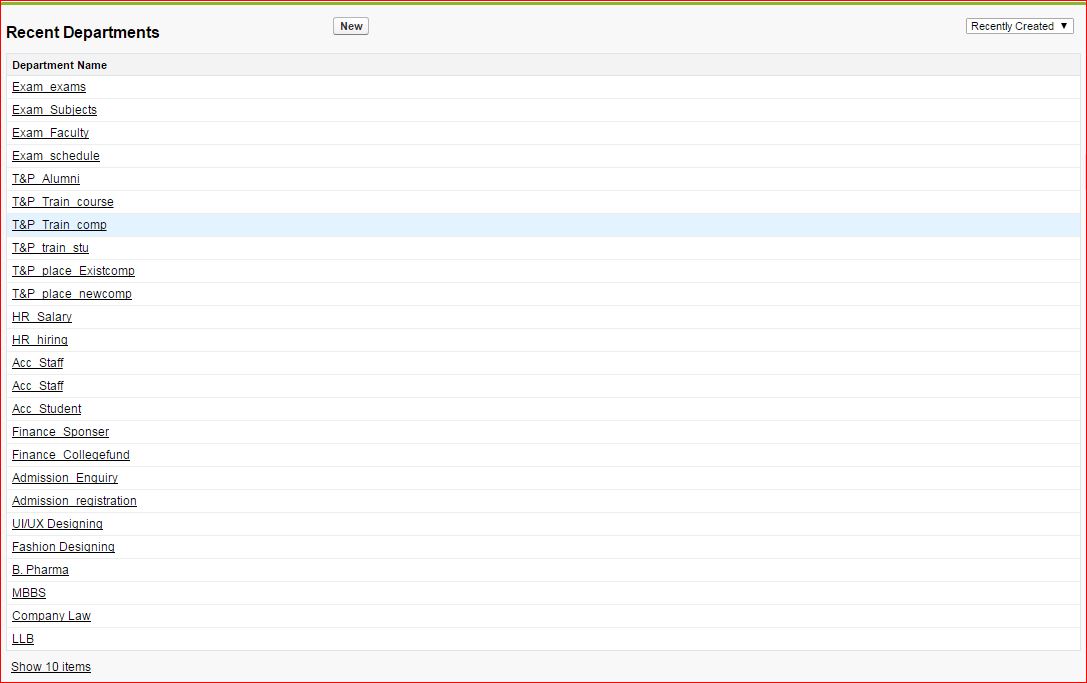 Recent Departments
New
Recently Created ▼
Department Name
Exam_exams
Exam_Subjects
Exam_Faculty
Exam_schedule
T&P_Alumni
T&P_Train_course
T&P_Train_comp
T&P_train_stu
T&P_place_Existcomp
T&P_place_newcomp
HR_Salary
HR_hiring
Acc_Staff
Acc_Staff
Acc_Student
Finance_Sponser
Finance_Collegefund
Admission_Enquiry
Admission_registration
UI/UX Designing
Fashion Designing
B. Pharma
MBBS
Company Law
LLB
Show 10 items